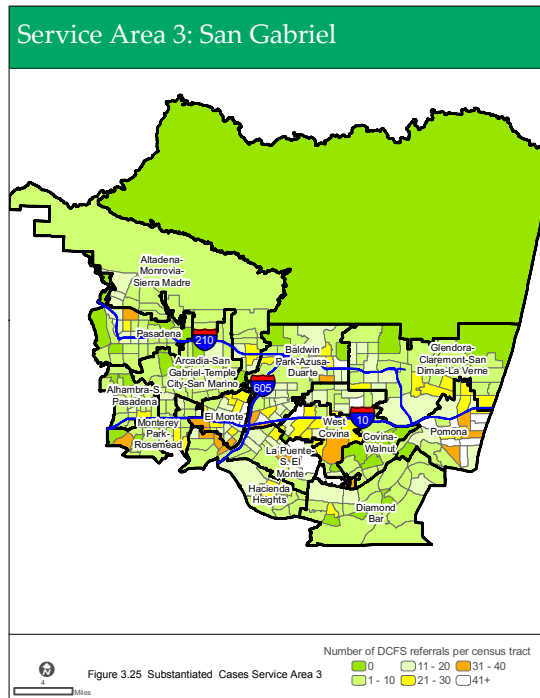 Service Area 3: San Gabriel
Altadena-
Monrovia-
Sierra Madre
Pasadena
210
Arcadia-San
Gabriel-Temple
City-San Marino
Baldwin
Park-Azusa-
Duarte
Glendora-
Claremont-San
Dimas-La Verne
605
Alhambra-S.
Pasadena
Monterey
Park-
Rosemead
El Monte
West
Covina
10
Covina-
Walnut
Pomona
La Puente-
S. El
Monte
Hacienda
Heights
Diamond
Bar
N
4
Miles
Figure 3.25 Substantiated Cases Service Area 3
Number of DCFS referrals per census tract
0 11 - 20 31 - 40
1 - 10 21 - 30 41+